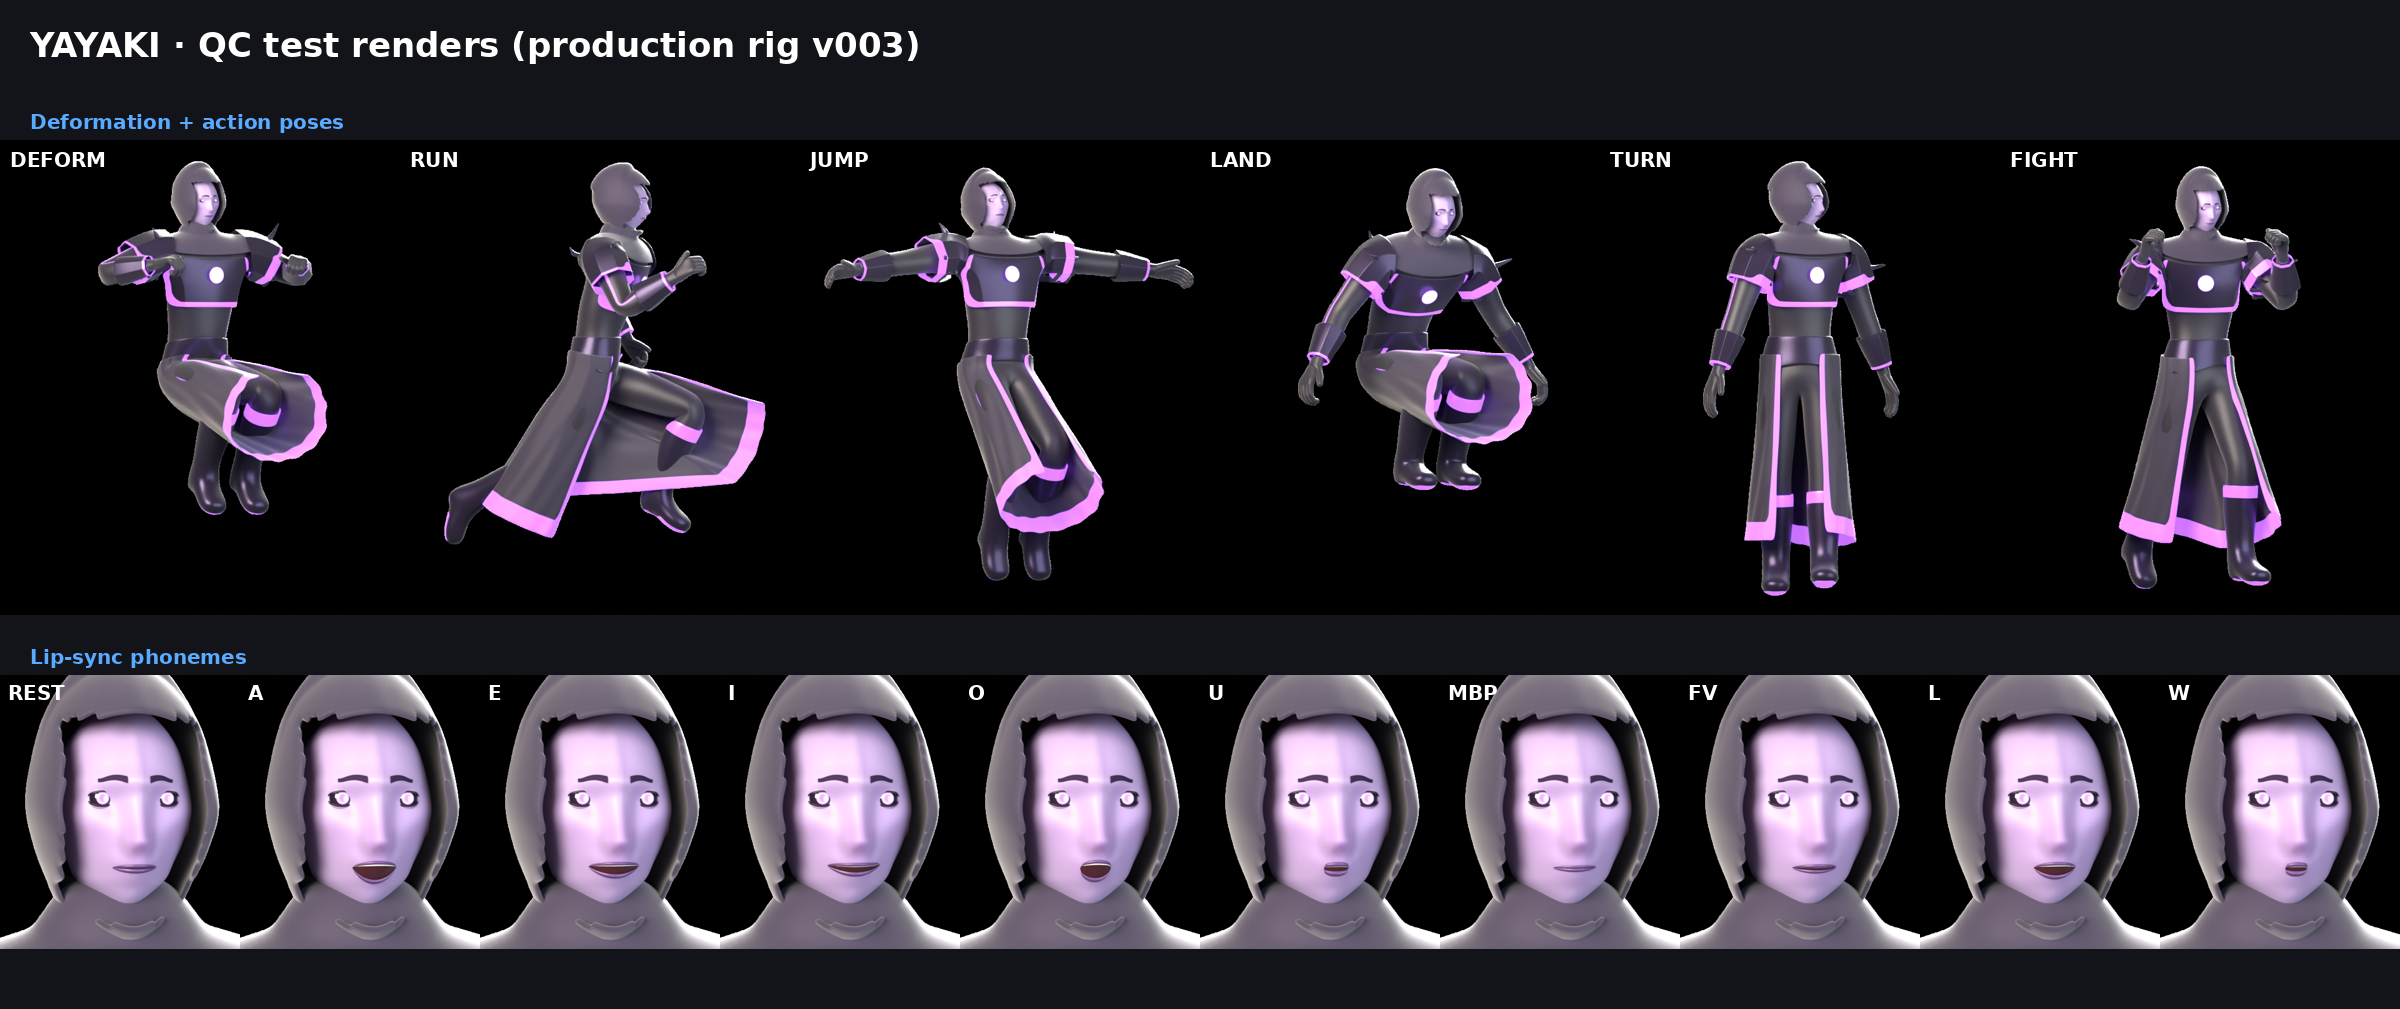 YAYAKI · QC test renders (production rig v003)
Deformation + action poses
DEFORM RUN JUMP LAND TURN FIGHT
Lip-sync phonemes
REST A E I O U MBP FV L W